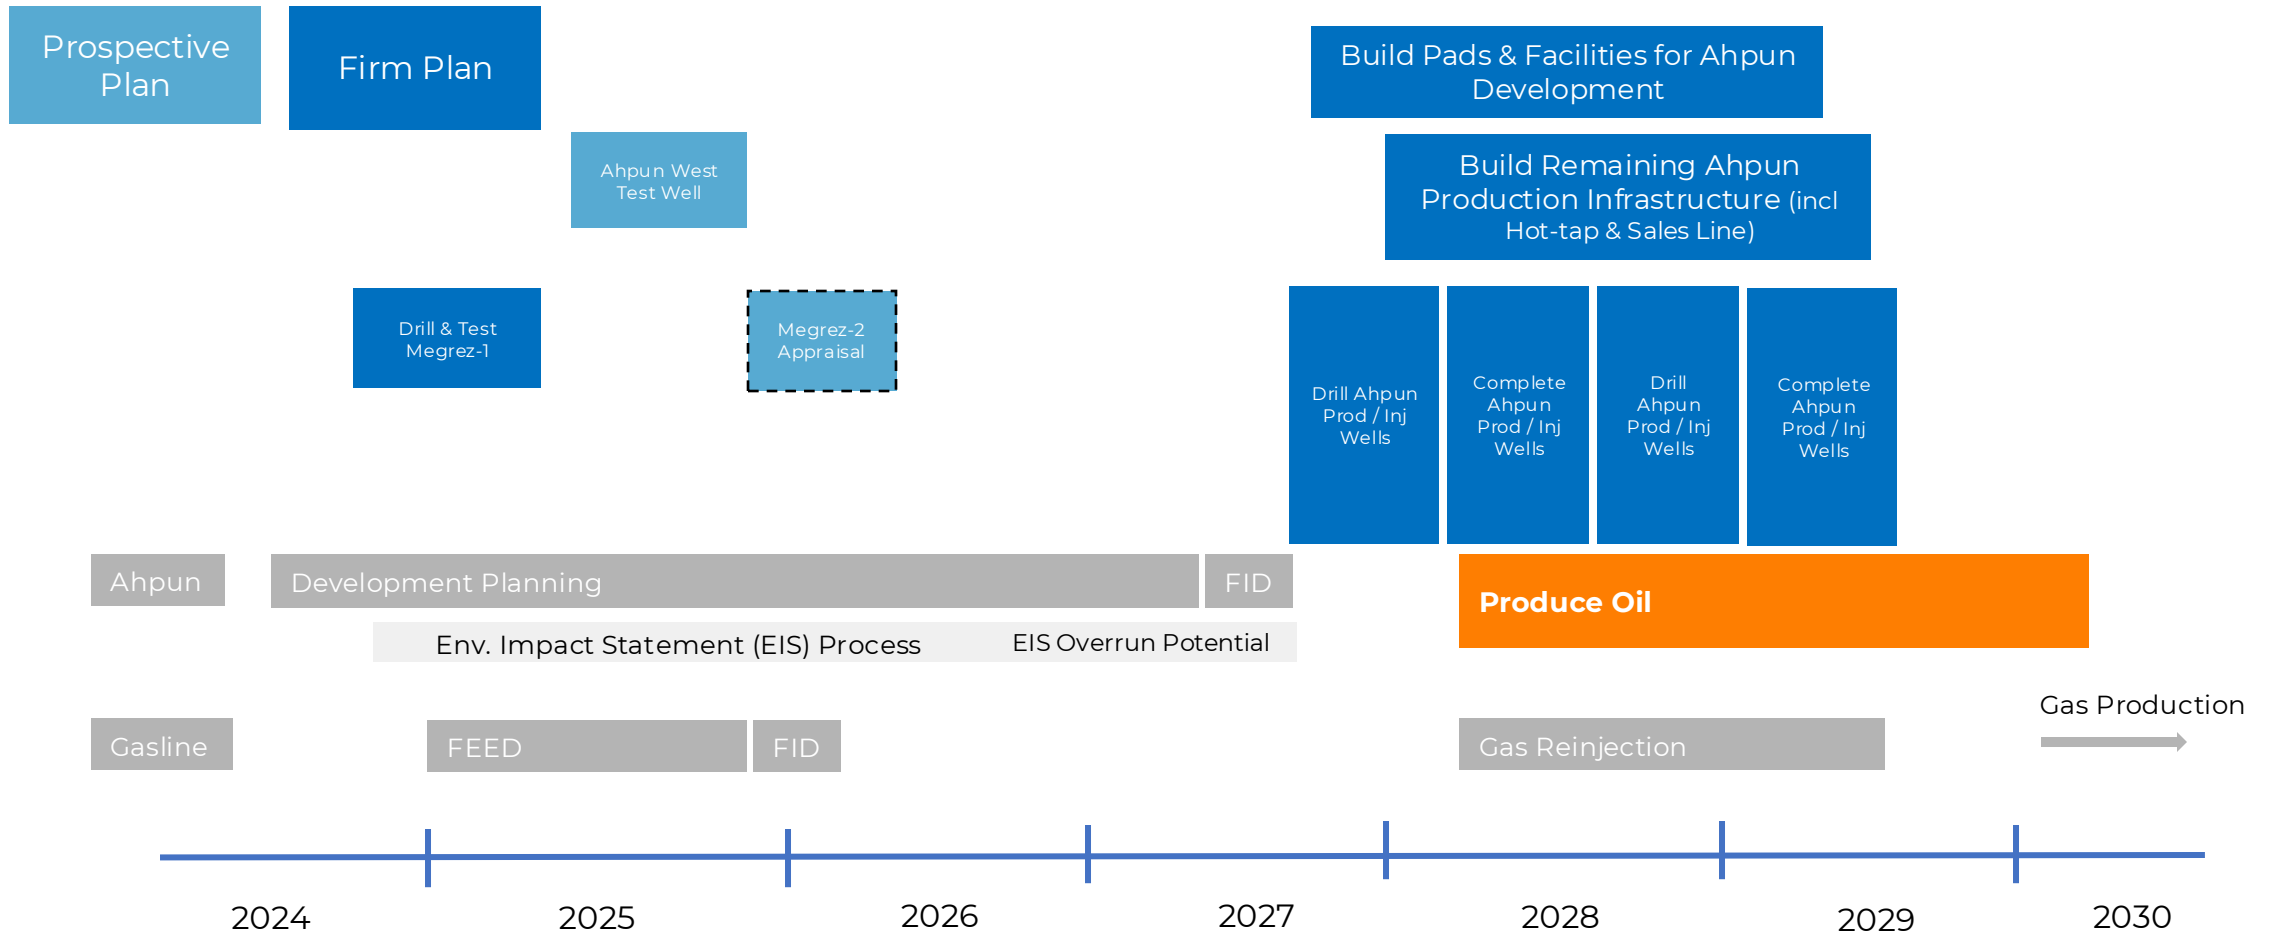 Prospective
Plan
Firm Plan
Build Pads & Facilities for Ahpun
Development
Ahpun West
Test Well
Build Remaining Ahpun
Production Infrastructure (incl
Hot-tap & Sales Line)
Drill & Test
Megrez-1
Megrez-2
Appraisal
Drill Ahpun
Prod / Inj
Wells
Complete
Ahpun
Prod / Inj
Wells
Drill
Ahpun
Prod / Inj
Wells
Complete
Ahpun
Prod / Inj
Wells
Ahpun
Development Planning
FID
Produce Oil
Env. Impact Statement (EIS) Process
EIS Overrun Potential
Gas Production
Gasline
FEED
FID
Gas Reinjection
2024
2025
2026
2027
2028
2029
2030